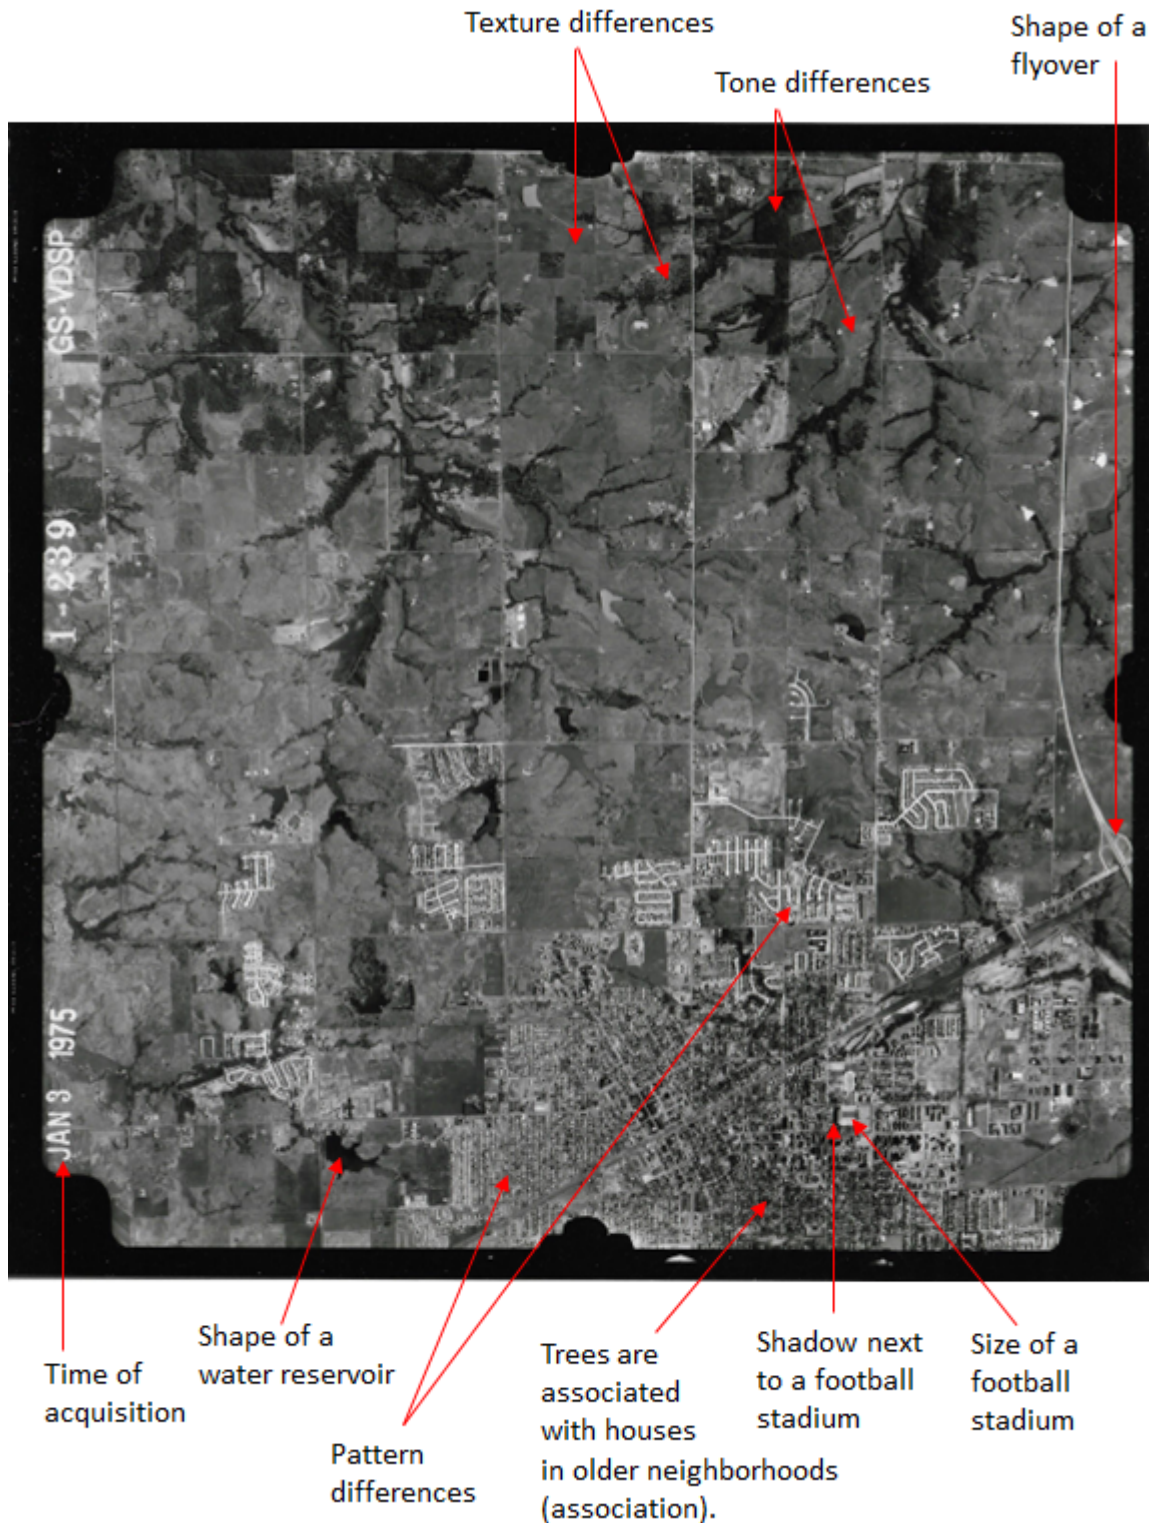 Texture differences
Shape of a
flyover
Tone differences
GS-VDSP
1-239
JAN 3 1975
Time of
acquisition
Shape of a
water reservoir
Pattern
differences
Trees are
associated
with houses
in older neighborhoods
(association).
Shadow next
to a football
stadium
Size of a
football
stadium